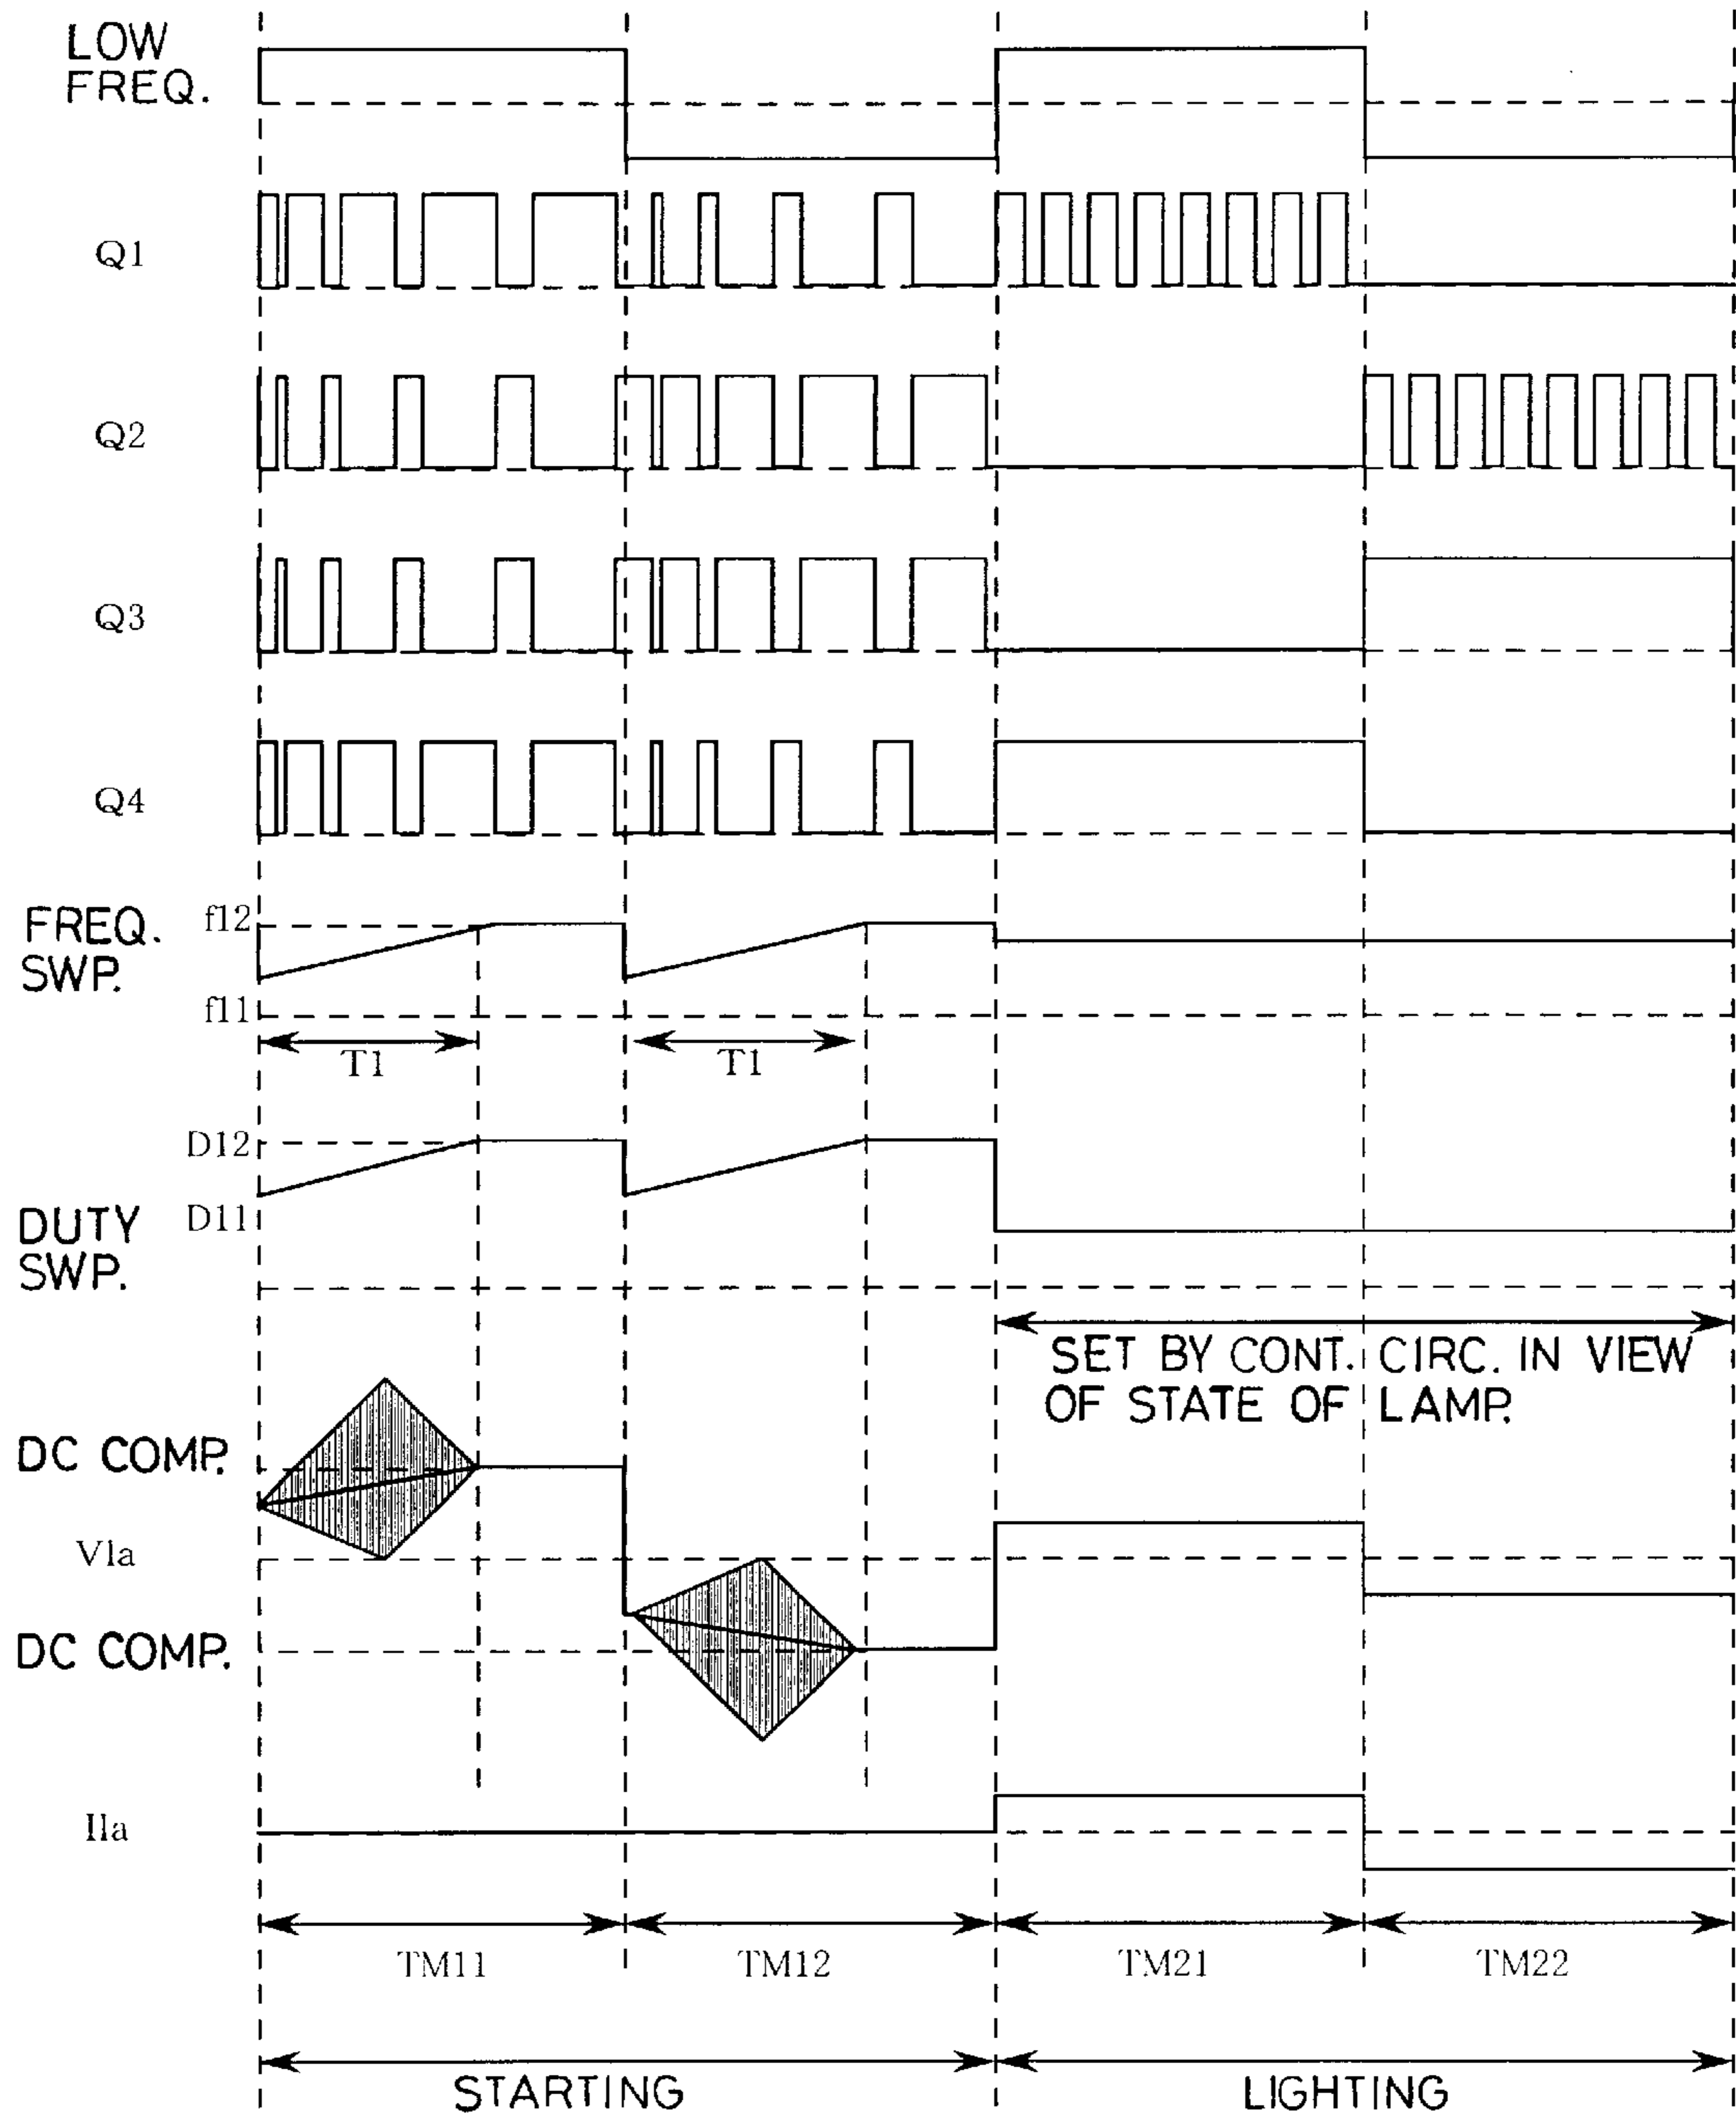 LOW
FREQ.
Q1
Q2
Q3
Q4
FREQ.
SWP.
f12
f11
T1
T1
D12
D11
DUTY
SWP.
SET BY CONT. CIRC. IN VIEW
OF STATE OF LAMP.
DC COMP.
Vla
DC COMP.
Ila
TM11
TM12
TM21
TM22
STARTING
LIGHTING